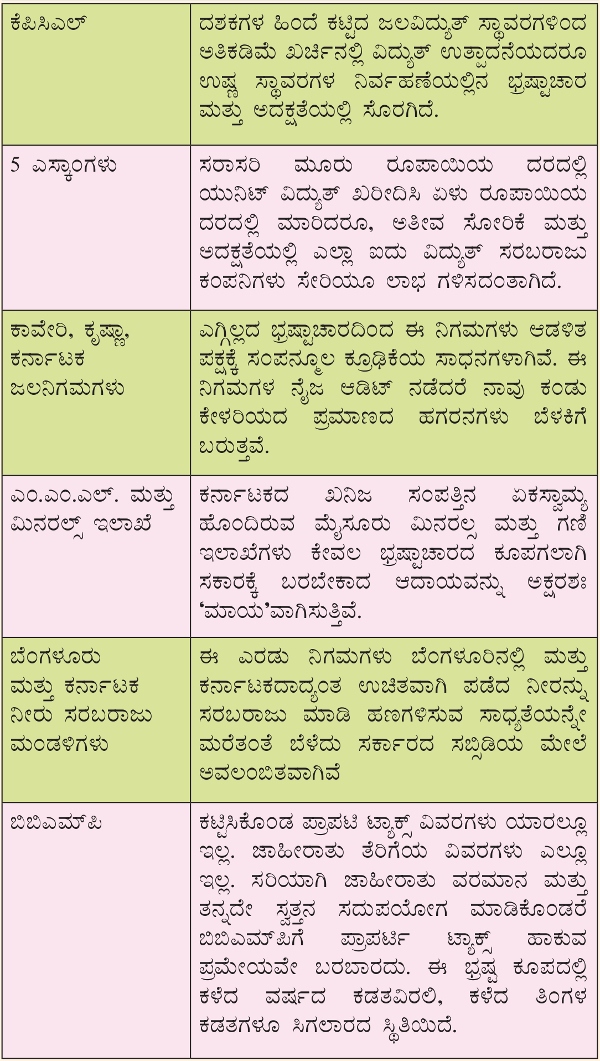 ಕೆಪಿಸಿಎಲ್
ದಶಕಗಳ ಹಿಂದೆ ಕಟ್ಟಿದ ಜಲವಿದ್ಯುತ್ ಸ್ಥಾವರಗಳಿಂದ
ಅತಿಕಡಿಮೆ ಖರ್ಚಿನಲ್ಲಿ ವಿದ್ಯುತ್ ಉತ್ಪಾದನೆಯದರೂ
ಉಷ್ಣ ಸ್ಥಾವರಗಳ ನಿರ್ವಹಣೆಯಲ್ಲಿನ ಭ್ರಷ್ಟಾಚಾರ
ಮತ್ತು ಅದಕ್ಷತೆಯಲ್ಲಿ ಸೊರಗಿದೆ.
5 ಎಸ್ಕಾಂಗಳು
ಸರಾಸರಿ ಮೂರು ರೂಪಾಯಿಯ ದರದಲ್ಲಿ
ಯುನಿಟ್ ವಿದ್ಯುತ್ ಖರೀದಿಸಿ ಏಳು ರೂಪಾಯಿಯ
ದರದಲ್ಲಿ ಮಾರಿದರೂ, ಅತೀವ ಸೋರಿಕೆ ಮತ್ತು
ಅದಕ್ಷತೆಯಲ್ಲಿ ಎಲ್ಲಾ ಐದು ವಿದ್ಯುತ್ ಸರಬರಾಜು
ಕಂಪನಿಗಳು ಸೇರಿಯೂ ಲಾಭ ಗಳಿಸದಂತಾಗಿದೆ.
ಕಾವೇರಿ, ಕೃಷ್ಣಾ,
ಕರ್ನಾಟಕ
ಜಲನಿಗಮಗಳು
ಎಗ್ಗಿಲ್ಲದ ಭ್ರಷ್ಟಾಚಾರದಿಂದ ಈ ನಿಗಮಗಳು ಆಡಳಿತ
ಪಕ್ಷಕ್ಕೆ ಸಂಪನ್ಮೂಲ ಕ್ರೂಢಿಕೆಯ ಸಾಧನಗಳಾಗಿವೆ. ಈ
ನಿಗಮಗಳ ನೈಜ ಆಡಿಟ್ ನಡೆದರೆ ನಾವು ಕಂಡು
ಕೇಳರಿಯದ ಪ್ರಮಾಣದ ಹಗರನಗಳು ಬೆಳಕಿಗೆ
ಬರುತ್ತವೆ.
ಎಂ.ಎಂ.ಎಲ್. ಮತ್ತು
ಮಿನರಲ್ಸ್ ಇಲಾಖೆ
ಕರ್ನಾಟಕದ ಖನಿಜ ಸಂಪತ್ತಿನ ಏಕಸ್ವಾಮ್ಯ
ಹೊಂದಿರುವ ಮೈಸೂರು ಮಿನರಲ್ಸ ಮತ್ತು ಗಣಿ
ಇಲಾಖೆಗಳು ಕೇವಲ ಭ್ರಷ್ಟಾಚಾರದ ಕೂಪಗಲಾಗಿ
ಸಕಾರಕ್ಕೆ ಬರಬೇಕಾದ ಆದಾಯವನ್ನು ಅಕ್ಷರಶಃ
‘ಮಾಯ’ವಾಗಿಸುತ್ತಿವೆ.
ಬೆಂಗಳೂರು
ಮತ್ತು ಕರ್ನಾಟಕ
ನೀರು ಸರಬರಾಜು
ಮಂಡಳಿಗಳು
ಈ ಎರಡು ನಿಗಮಗಳು ಬೆಂಗಳೂರಿನಲ್ಲಿ ಮತ್ತು
ಕರ್ನಾಟಕದಾದ್ಯಂತ ಉಚಿತವಾಗಿ ಪಡೆದ ನೀರನ್ನು
ಸರಬರಾಜು ಮಾಡಿ ಹಣಗಳಿಸುವ ಸಾಧ್ಯತೆಯನ್ನೇ
ಮರೆತಂತೆ ಬೆಳೆದು ಸರ್ಕಾರದ ಸಬ್ಸಿಡಿಯ ಮೇಲೆ
ಅವಲಂಬಿತವಾಗಿವೆ
ಬಿಬಿಎಮ್‌ಪಿ
ಕಟ್ಟಿಸಿಕೊಂಡ ಪ್ರಾಪಟಿ ಟ್ಯಾಕ್ಸ್ ವಿವರಗಳು ಯಾರಲ್ಲೂ
ಇಲ್ಲ. ಜಾಹೀರಾತು ತೆರಿಗೆಯ ವಿವರಗಳು ಎಲ್ಲೂ
ಇಲ್ಲ. ಸರಿಯಾಗಿ ಜಾಹೀರಾತು ವರಮಾನ ಮತ್ತು
ತನ್ನದೇ ಸ್ವತ್ತನ ಸದುಪಯೋಗ ಮಾಡಿಕೊಂಡರೆ
ಬಿಬಿಎಮ್‌ಪಿಗೆ ಪ್ರಾಪರ್ಟಿ ಟ್ಯಾಕ್ಸ್ ಹಾಕುವ
ಪ್ರಮೇಯವೇ ಬರಬಾರದು. ಈ ಭ್ರಷ್ಟ ಕೂಪದಲ್ಲಿ
ಕಳೆದ ವರ್ಷದ ಕಡತವಿರಲಿ, ಕಳೆದ ತಿಂಗಳ
ಕಡತಗಳೂ ಸಿಗಲಾರದ ಸ್ಥಿತಿಯಿದೆ.